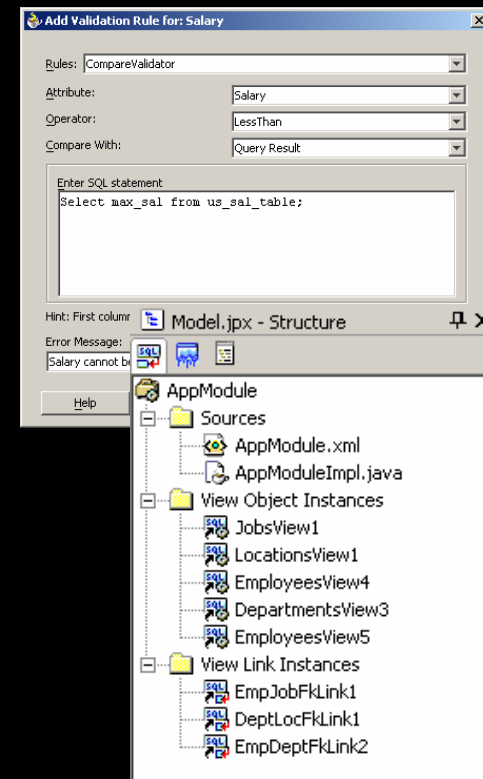 Add Validation Rule for: Salary
Rules: CompareValidator
Attribute: Salary
Operator: LessThan
Compare With: Query Result
Enter SQL statement
Select max_sal from us_sal_table;
Hint: First column
Error Message:
Salary cannot be
Help
Model.jpx - Structure
AppModule
Sources
AppModule.xml
AppModuleImpl.java
View Object Instances
JobsView1
LocationsView1
EmployeesView4
DepartmentsView3
EmployeesView5
View Link Instances
EmpJobFkLink1
DeptLocFkLink1
EmpDeptFkLink2